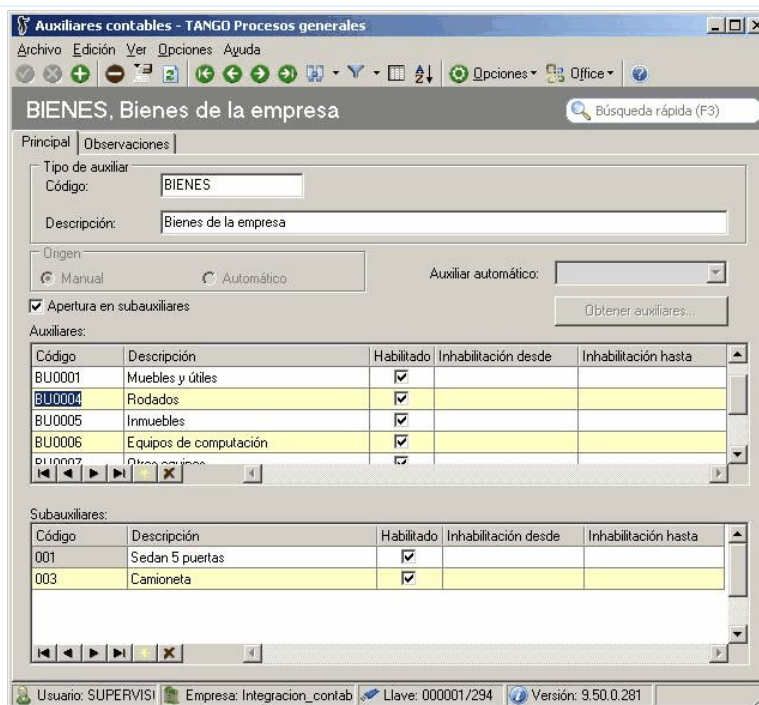 Auxiliares contables - TANGO Procesos generales
Archivo Edición Ver Opciones Ayuda
Opciones Office
BIENES, Bienes de la empresa
Búsqueda rápida (F3)
Principal Observaciones
Tipo de auxiliar
Código: BIENES
Descripción: Bienes de la empresa
Origen
Manual Automático
Auxiliar automático:
Apertura en subauxiliares
Obtener auxiliares...
Auxiliares:
Código Descripción Habilitado Inhabilitación desde Inhabilitación hasta
BU0001 Muebles y útiles
BU0004 Rodados
BU0005 Inmuebles
BU0006 Equipos de computación
BU0007 Otros equipos
Subauxiliares:
Código Descripción Habilitado Inhabilitación desde Inhabilitación hasta
001 Sedan 5 puertas
003 Camioneta
Usuario: SUPERVIS Empresa: Integracion_contab Llave: 000001/294 Versión: 9.50.0.281